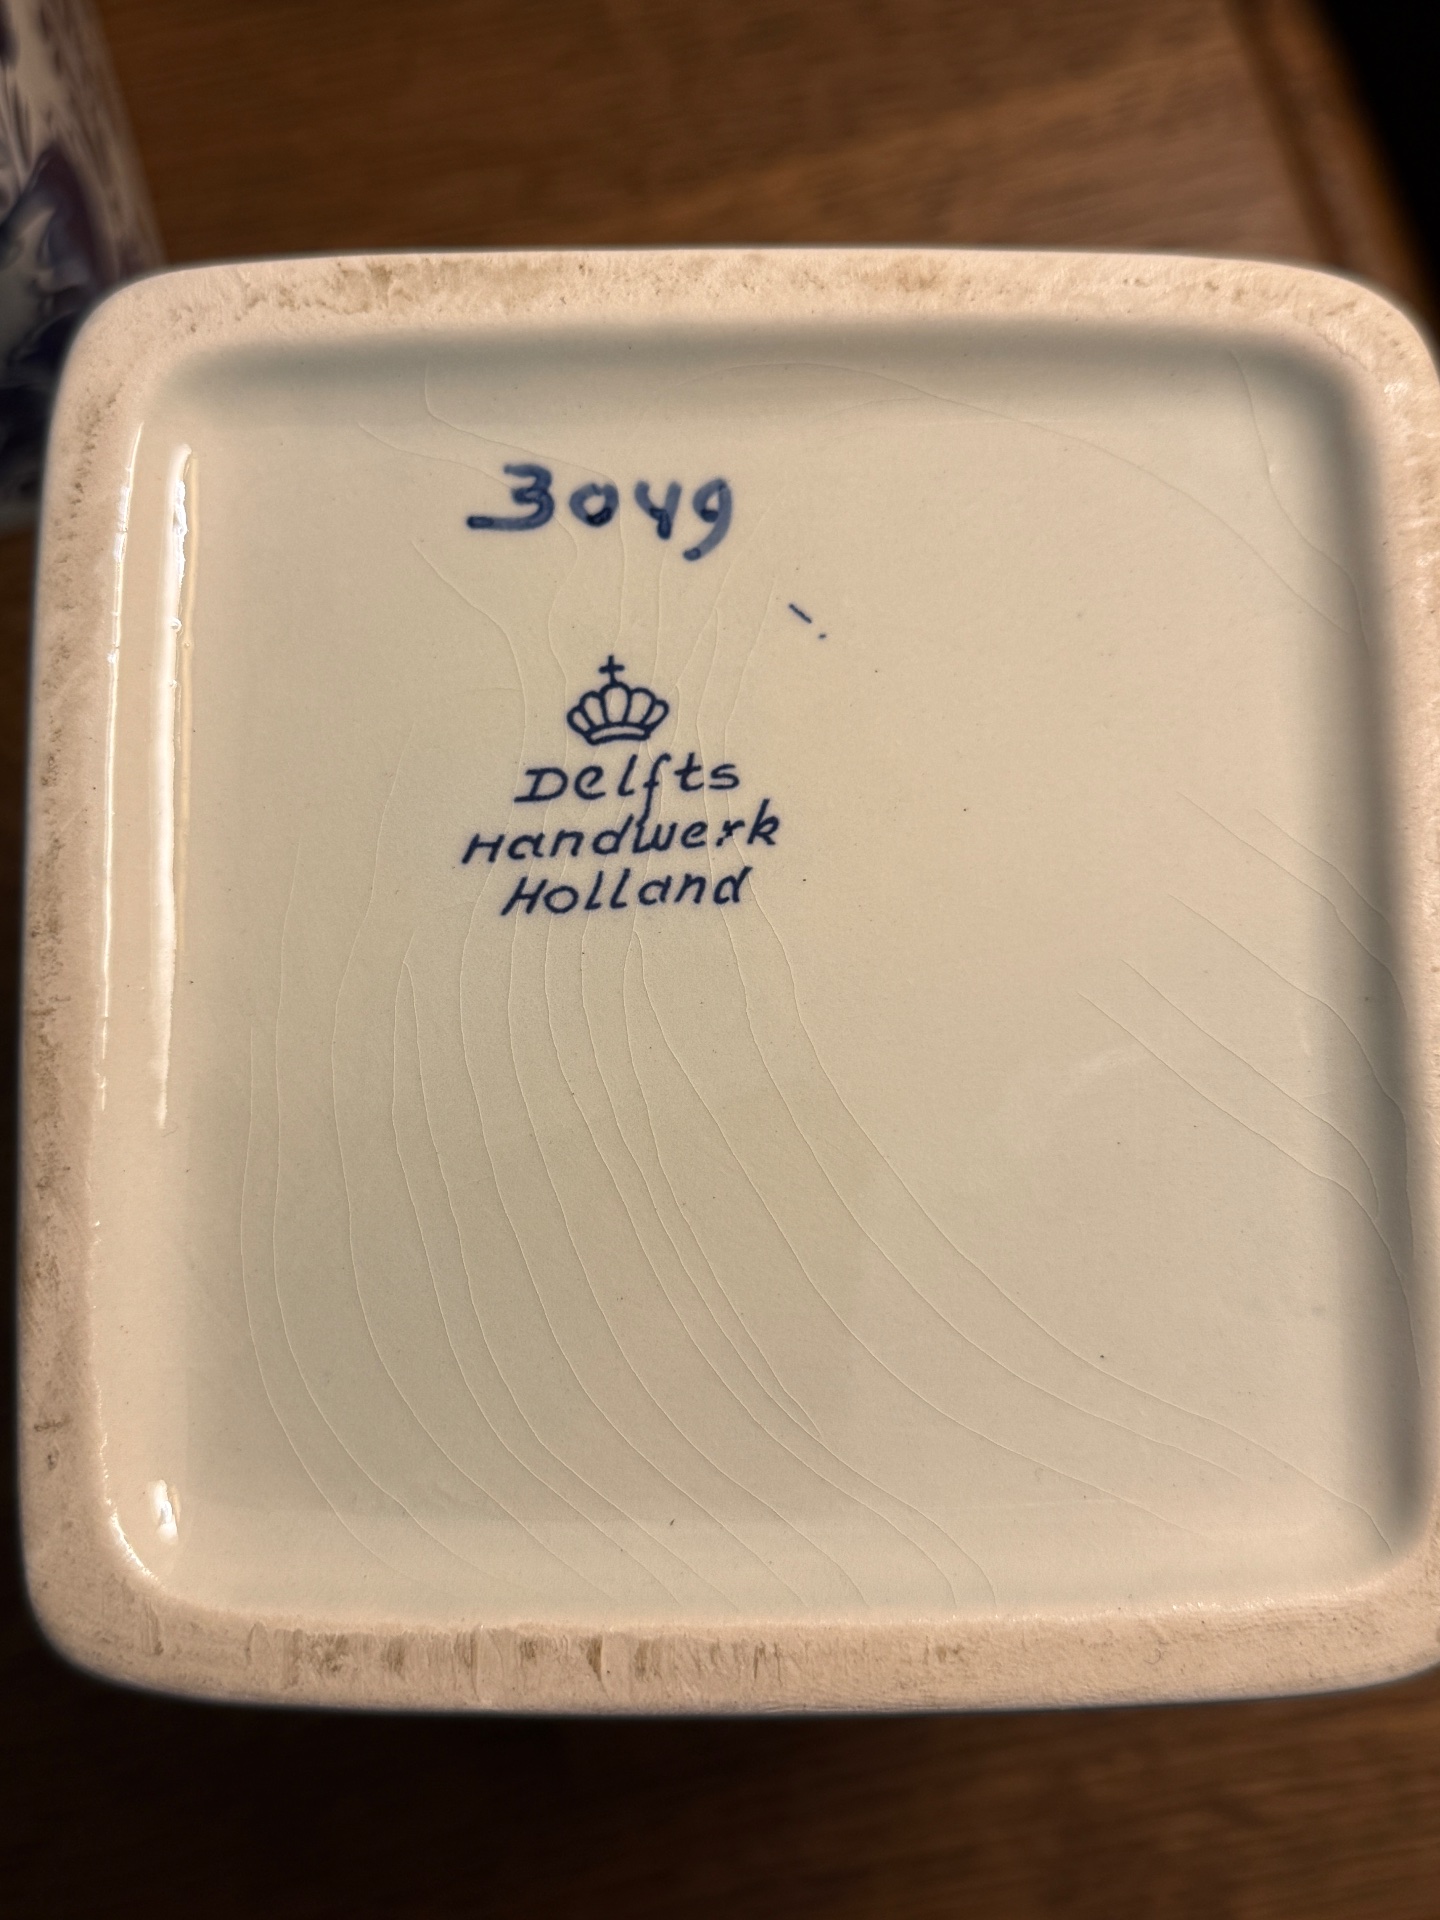 3049
Delfts
Handwerk
Holland